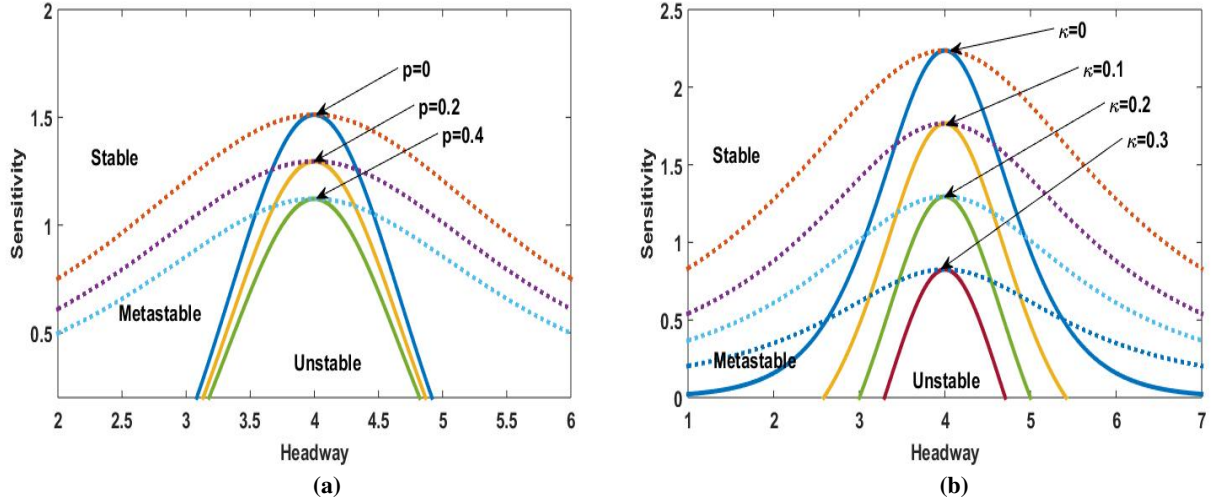 2
1.5
1
0.5
2
2.5
3
3.5
4
4.5
5
5.5
6
Sensitivity
Headway
Stable
Metastable
Unstable
p=0
p=0.2
p=0.4
(a)
2.5
2
1.5
1
0.5
0
1
2
3
4
5
6
7
Sensitivity
Headway
Stable
Metastable
Unstable
κ=0
κ=0.1
κ=0.2
κ=0.3
(b)